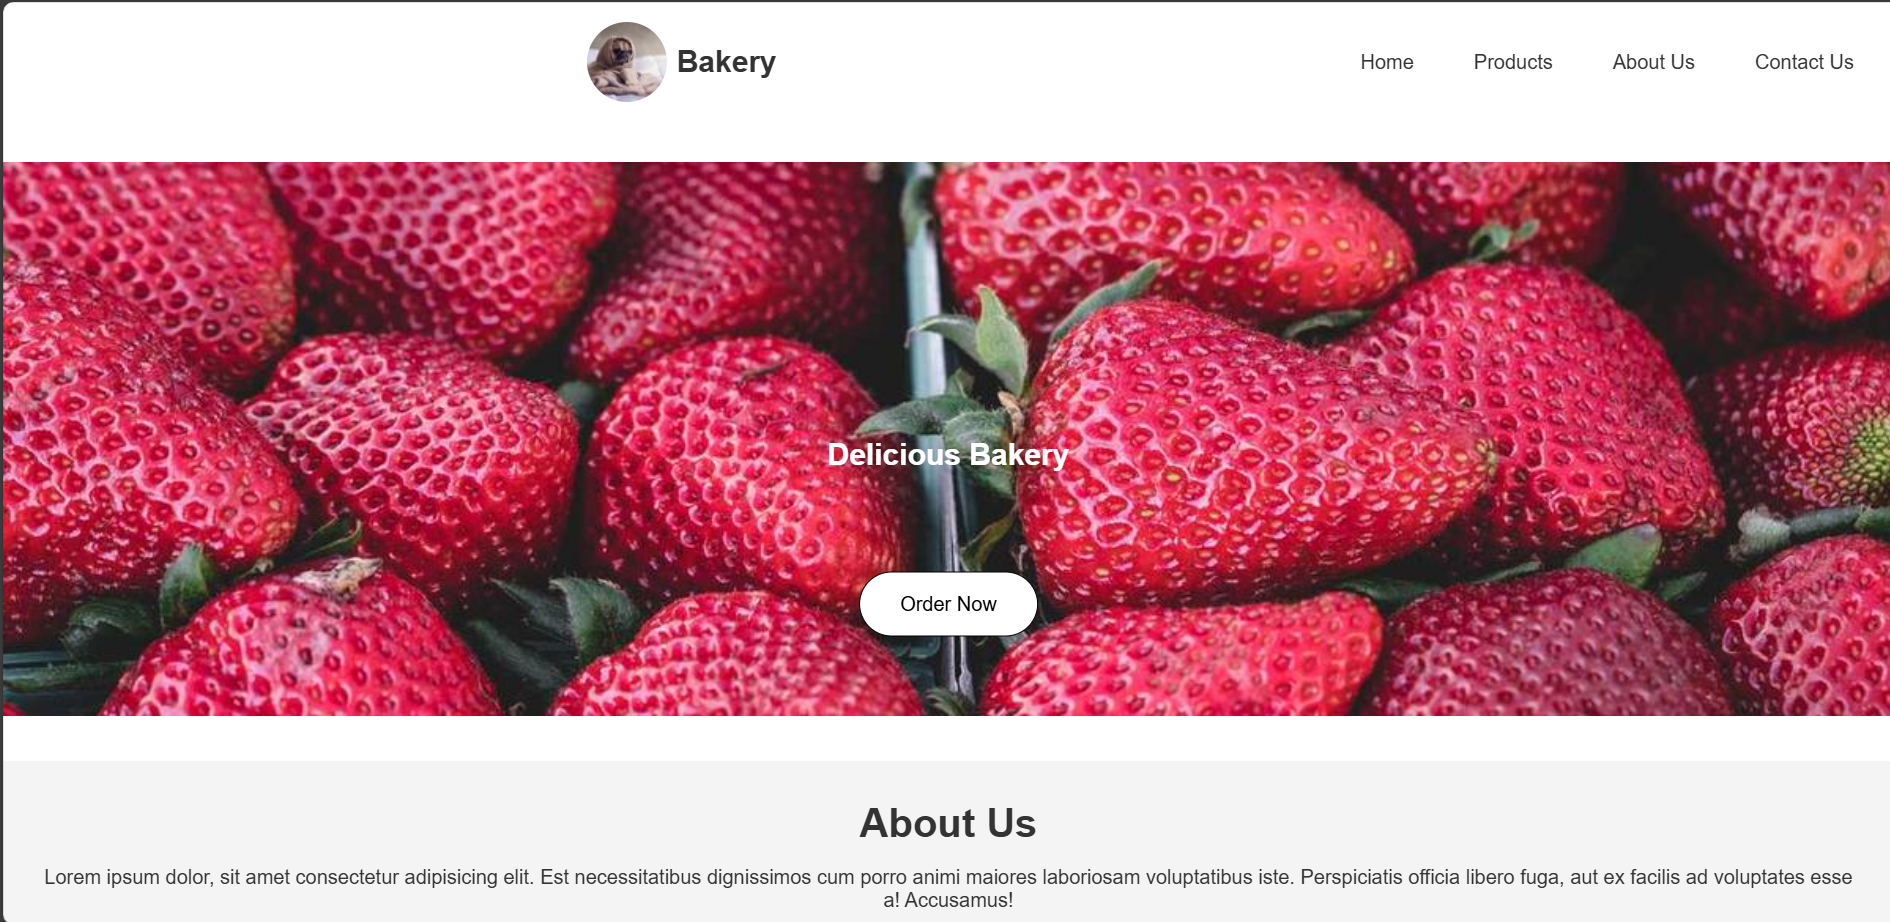 Bakery
Home Products About Us Contact Us
Delicious Bakery
Order Now
About Us
Lorem ipsum dolor, sit amet consectetur adipisicing elit. Est necessitatibus dignissimos cum porro animi maiores laboriosam voluptatibus iste. Perspiciatis officia libero fuga, aut ex facilis ad voluptates esse
a! Accusamus!